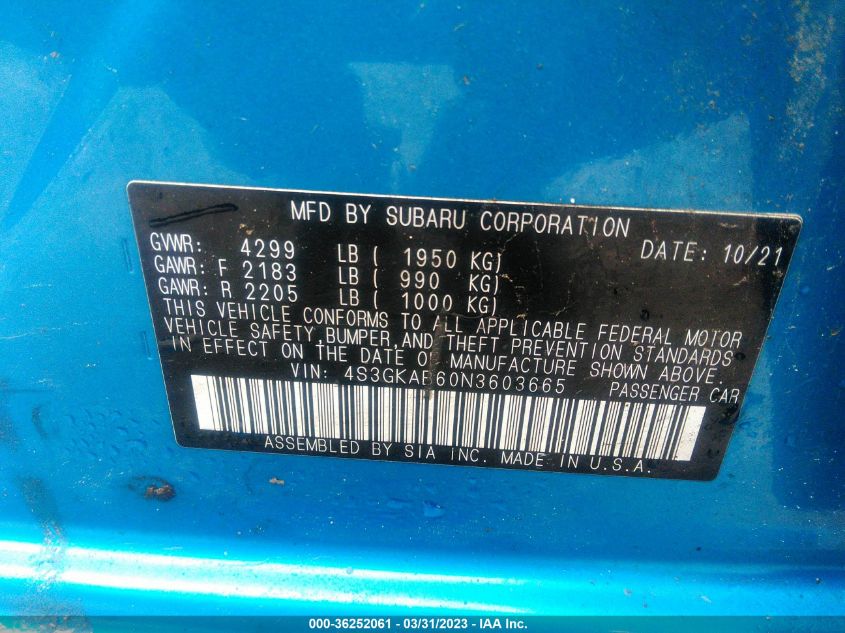 MFD BY SUBARU CORPORATION
DATE: 10/21
GVWR: 4299 LB ( 1950 KG)
GAWR: F 2183 LB ( 990 KG)
GAWR: R 2205 LB ( 1000 KG)
THIS VEHICLE CONFORMS TO ALL APPLICABLE FEDERAL MOTOR
VEHICLE SAFETY,BUMPER,AND THEFT PREVENTION STANDARDS
IN EFFECT ON THE DATE OF MANUFACTURE SHOWN ABOVE.
VIN: 4S3GKAB60N3603665 PASSENGER CAR
ASSEMBLED BY SIA INC. MADE IN U.S.A.
000-36252061 - 03/31/2023 - IAA Inc.